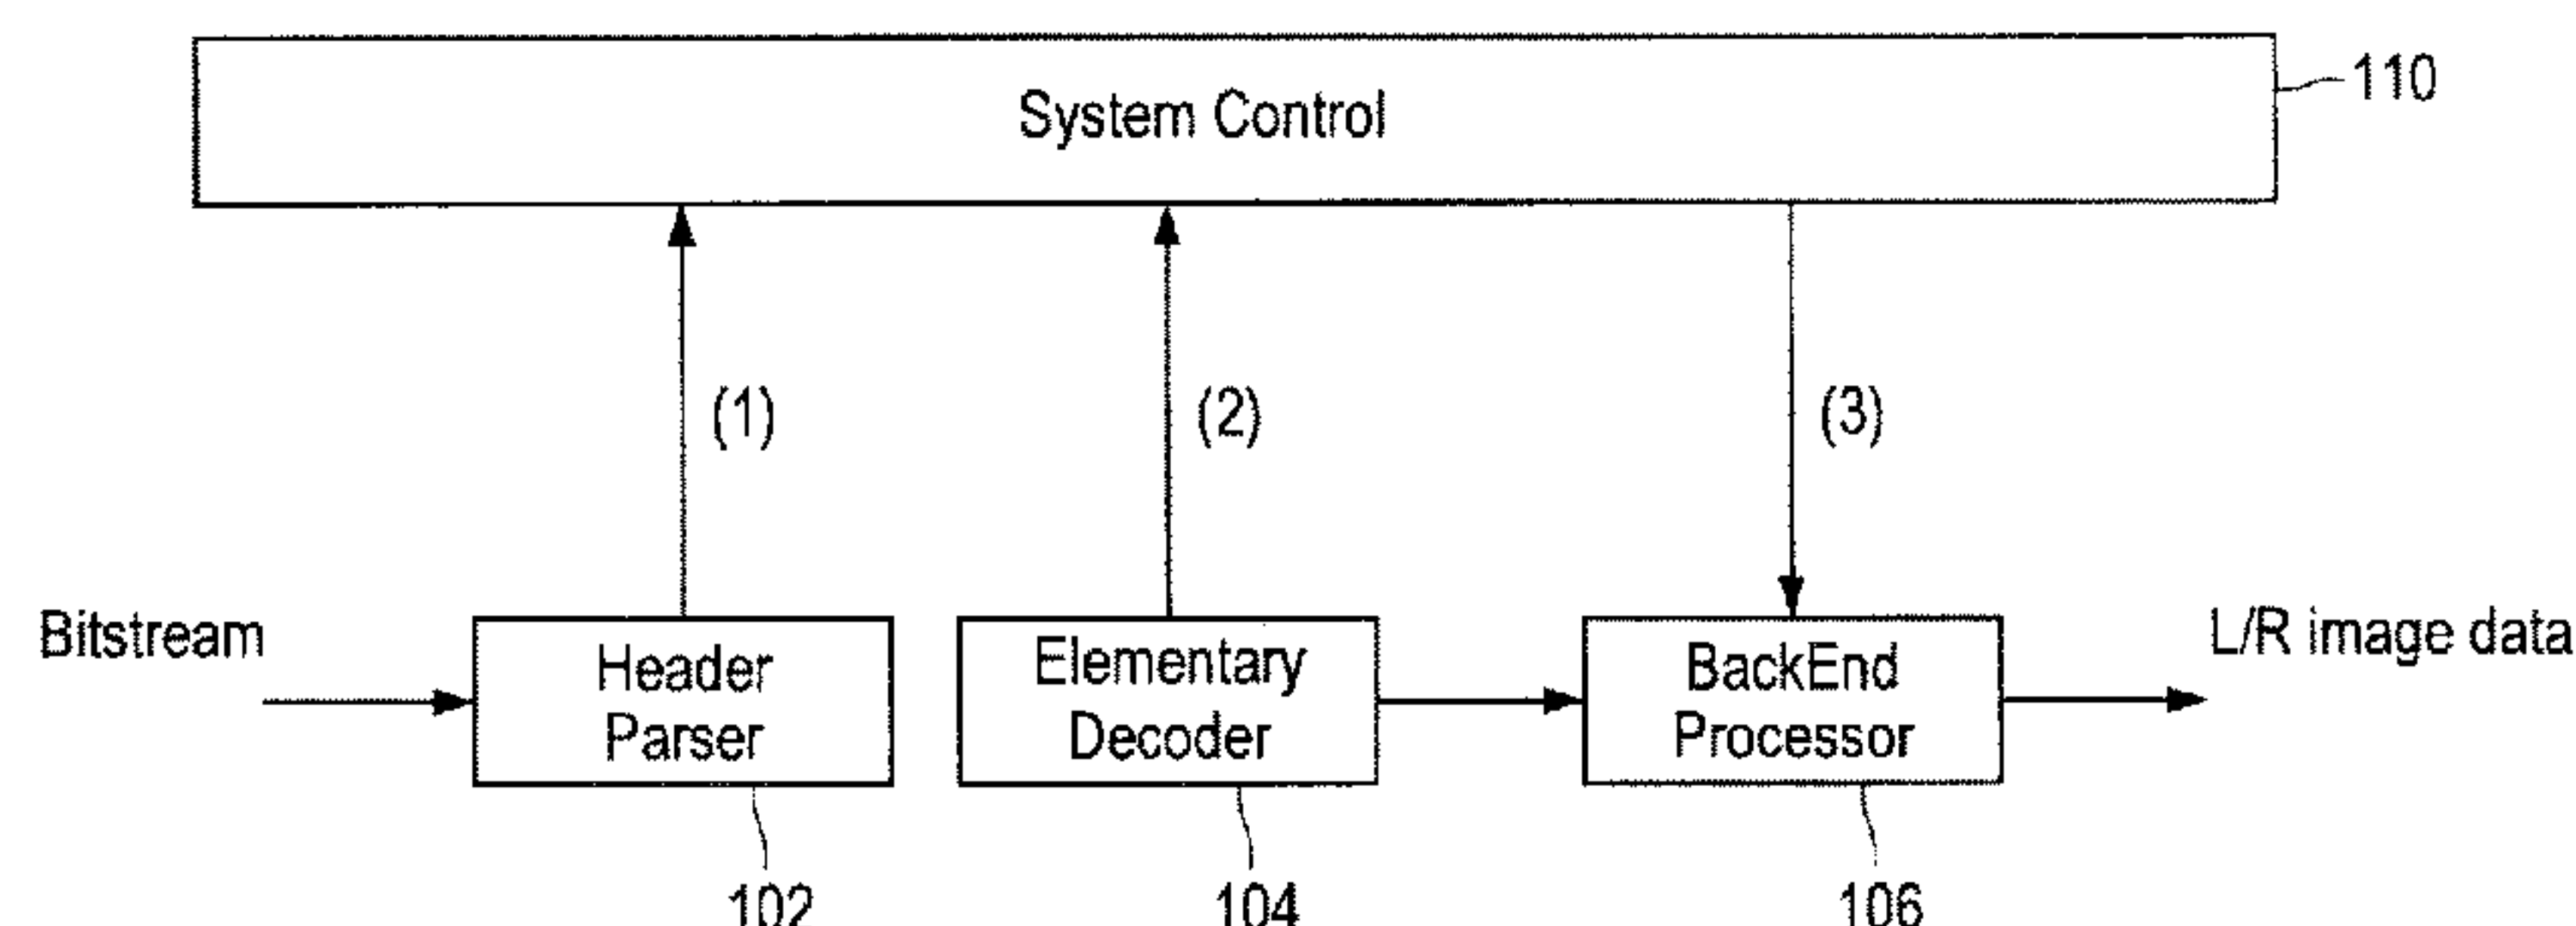 System Control
110
(1)
(2)
(3)
Bitstream
Header
Parser
Elementary
Decoder
BackEnd
Processor
L/R image data
102
104
106